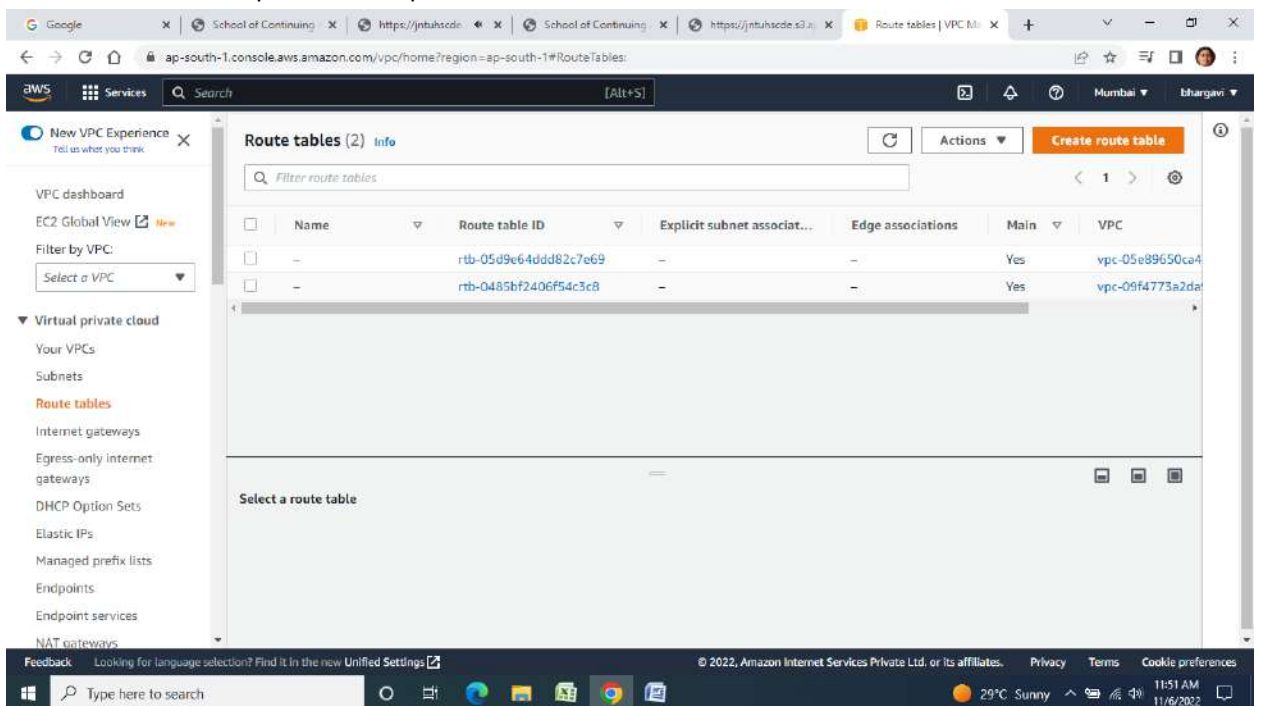 Google
School of Continuing
https://jntuhscde
School of Continuing
https://jntuhscde.s3.a
Route tables | VPC Ma
ap-south-1.console.aws.amazon.com/vpc/home?region=ap-south-1#RouteTables:
aws
Services
Search
[Alt+S]
Mumbai
bhargavi
New VPC Experience
Tell us what you think
Route tables (2) Info
Actions
Create route table
Filter route tables
1
VPC dashboard
EC2 Global View New
Filter by VPC:
Select a VPC
Name
Route table ID
Explicit subnet associat...
Edge associations
Main
VPC
–
rtb-05d9e64ddd82c7e69
–
–
Yes
vpc-05e89650ca4
–
rtb-0485bf2406f54c3c8
–
–
Yes
vpc-09f4773a2da
Virtual private cloud
Your VPCs
Subnets
Route tables
Internet gateways
Egress-only internet
gateways
DHCP Option Sets
Elastic IPs
Managed prefix lists
Endpoints
Endpoint services
NAT gateways
Select a route table
Feedback
Looking for language selection? Find it in the new Unified Settings
© 2022, Amazon Internet Services Private Ltd. or its affiliates.
Privacy
Terms
Cookie preferences
Type here to search
29°C Sunny
11:51 AM
11/6/2022